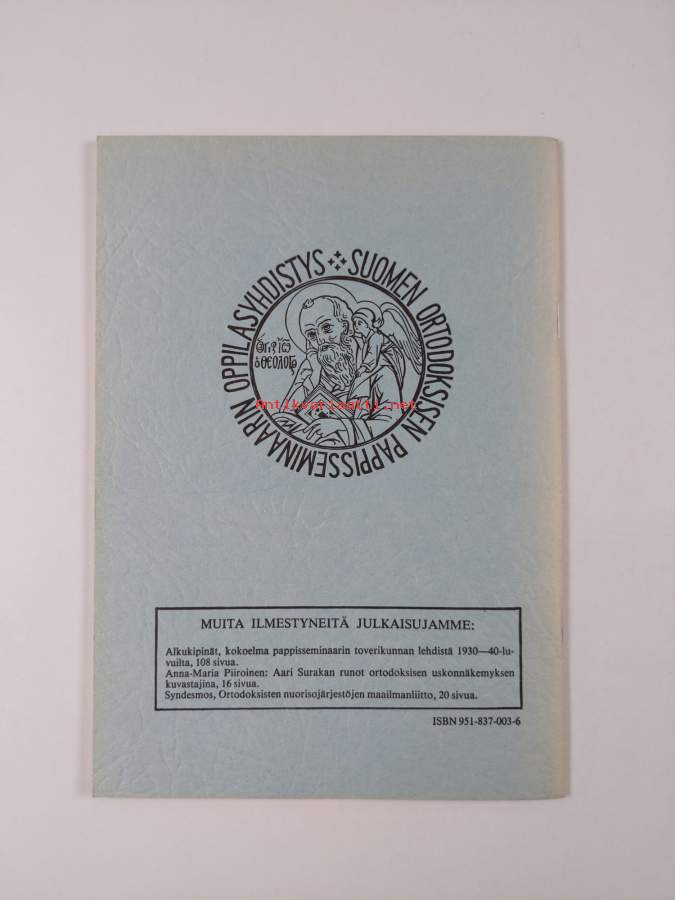 SUOMEN ORTODOKSISEN PAPPISSEMINAARIN OPPILASYHDISTYS
ὁ ΘΕΟΛΟΓος
Antikvariaatti.net
MUITA ILMESTYNEITÄ JULKAISUJAMME:
Alkukipinät, kokoelma pappisseminaarin toverikunnan lehdistä 1930—40-lu-
vuilta, 108 sivua.
Anna-Maria Piiroinen: Aari Surakan runot ortodoksisen uskonnäkemyksen
kuvastajina, 16 sivua.
Syndesmos, Ortodoksisten nuorisojärjestöjen maailmanliitto, 20 sivua.
ISBN 951-837-003-6